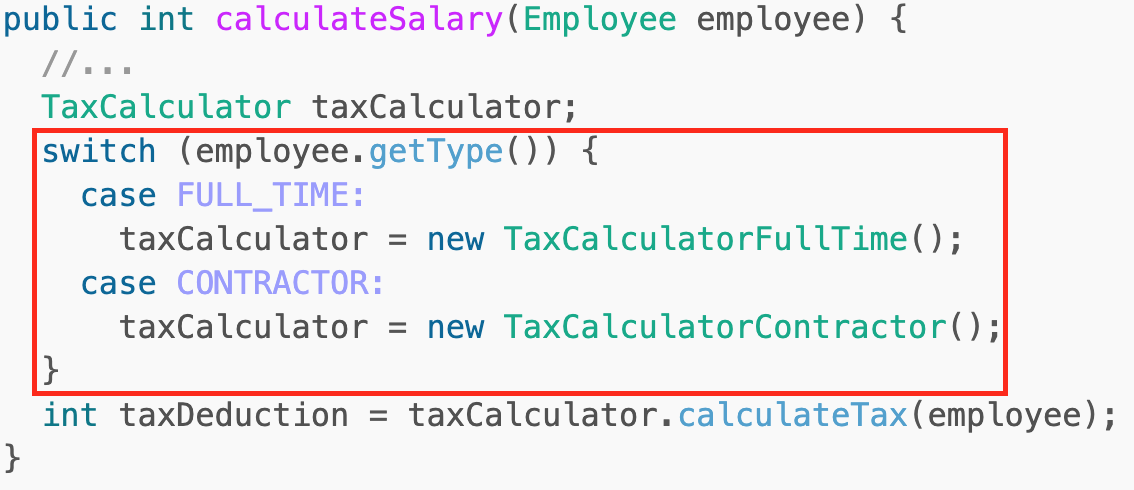 public int calculateSalary(Employee employee) {
  //...
  TaxCalculator taxCalculator;
  switch (employee.getType()) {
    case FULL_TIME:
      taxCalculator = new TaxCalculatorFullTime();
    case CONTRACTOR:
      taxCalculator = new TaxCalculatorContractor();
  }
  int taxDeduction = taxCalculator.calculateTax(employee);
}